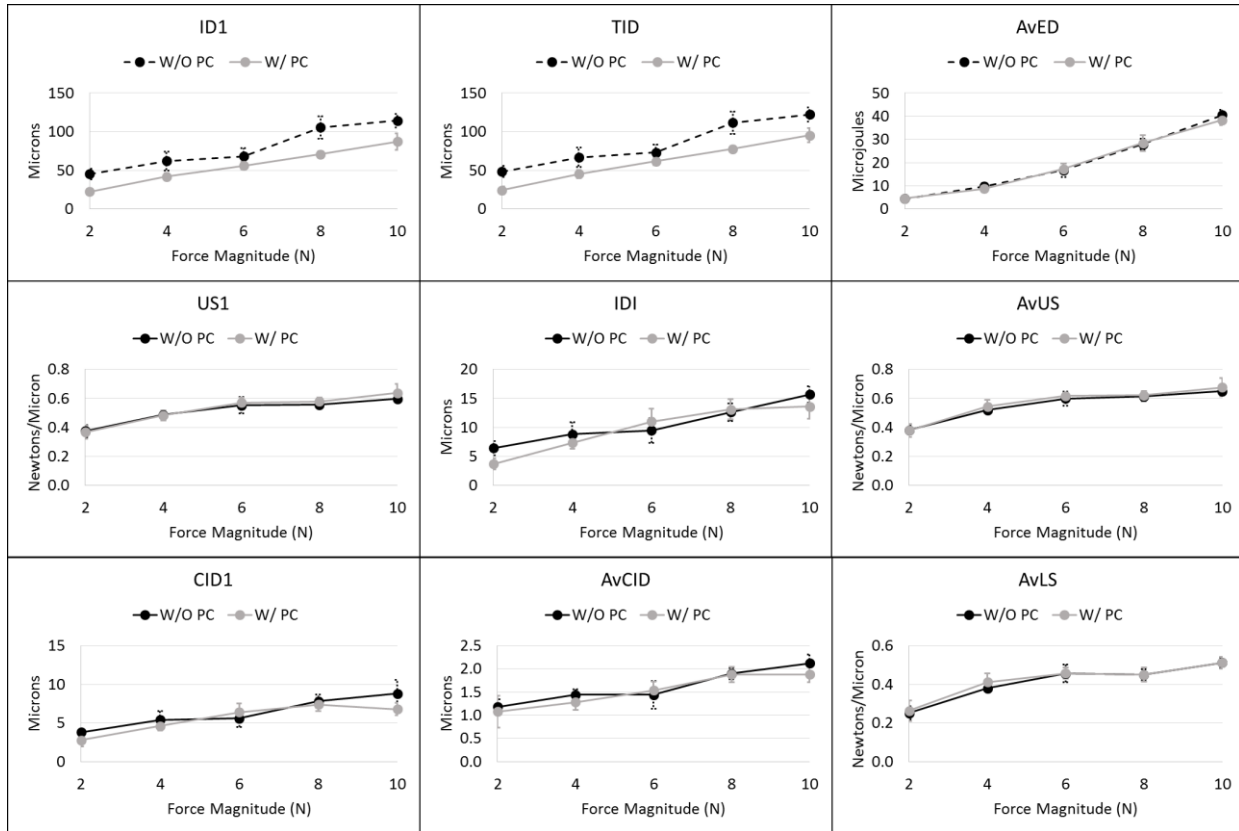 ID1
W/O PC W/ PC
150
100
50
0
Microns
2 4 6 8 10
Force Magnitude (N)
TID
W/O PC W/ PC
150
100
50
0
Microns
2 4 6 8 10
Force Magnitude (N)
AvED
W/O PC W/ PC
50
40
30
20
10
0
Microjoules
2 4 6 8 10
Force Magnitude (N)
US1
W/O PC W/ PC
0.8
0.6
0.4
0.2
0.0
Newtons/Micron
2 4 6 8 10
Force Magnitude (N)
IDI
W/O PC W/ PC
20
15
10
5
0
Microns
2 4 6 8 10
Force Magnitude (N)
AvUS
W/O PC W/ PC
0.8
0.6
0.4
0.2
0.0
Newtons/Micron
2 4 6 8 10
Force Magnitude (N)
CID1
W/O PC W/ PC
15
10
5
0
Microns
2 4 6 8 10
Force Magnitude (N)
AvCID
W/O PC W/ PC
2.5
2.0
1.5
1.0
0.5
0.0
Microns
2 4 6 8 10
Force Magnitude (N)
AvLS
W/O PC W/ PC
0.6
0.4
0.2
0.0
Newtons/Micron
2 4 6 8 10
Force Magnitude (N)